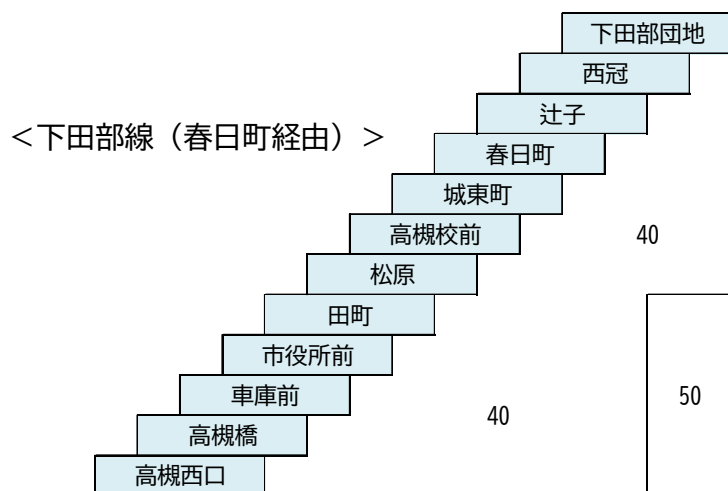 下田部団地
西冠
辻子
＜下田部線（春日町経由）＞
春日町
城東町
高槻校前
40
松原
田町
市役所前
車庫前
50
40
高槻橋
高槻西口